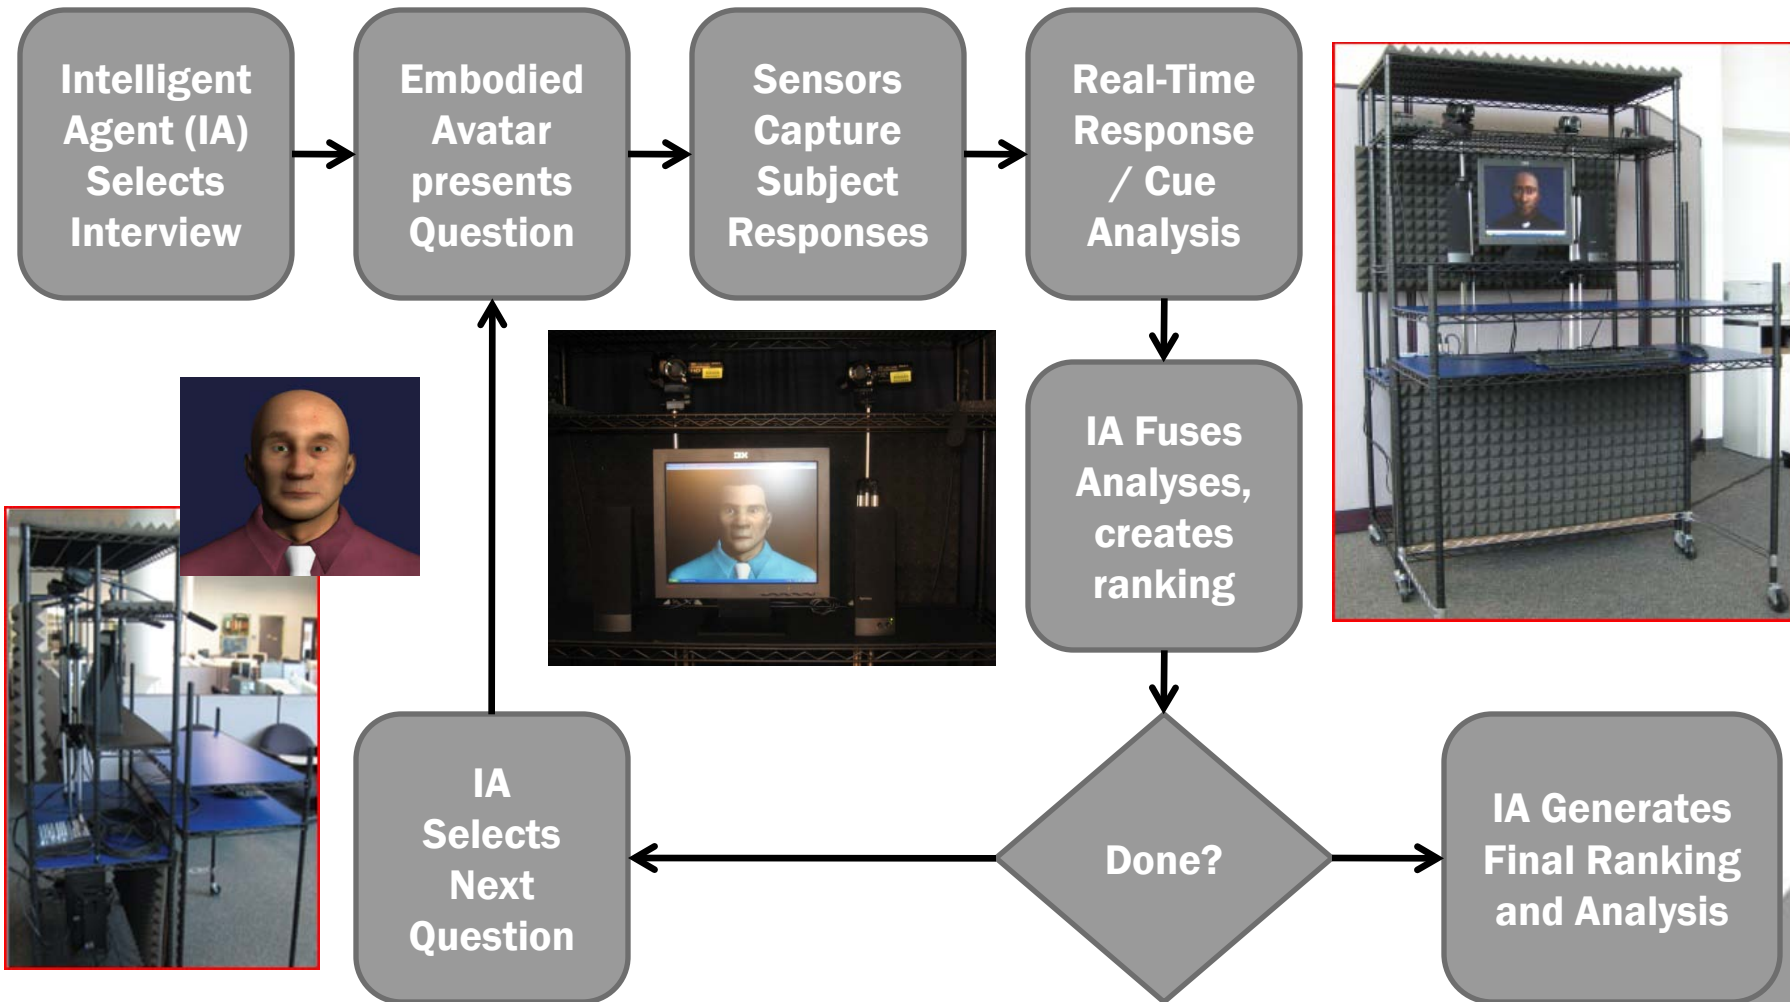 Intelligent
Agent (IA)
Selects
Interview
Embodied
Avatar
presents
Question
Sensors
Capture
Subject
Responses
Real-Time
Response
/ Cue
Analysis
IBM
IA Fuses
Analyses,
creates
ranking
IA
Selects
Next
Question
Done?
IA Generates
Final Ranking
and Analysis